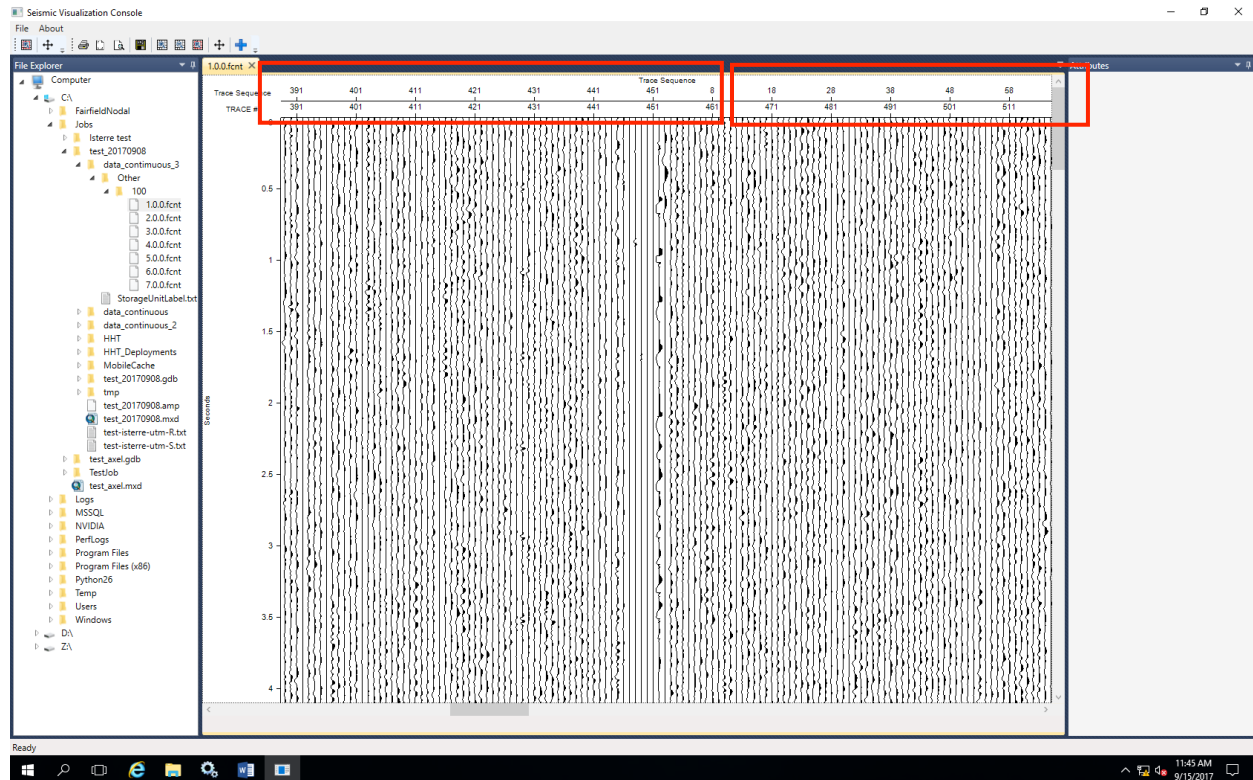 Seismic Visualization Console
File About
File Explorer
1.0.0.fcnt
Attributes
Computer
C:\
FairfieldNodal
Jobs
Isterre test
test_20170908
data_continuous_3
Other
100
1.0.0.fcnt
2.0.0.fcnt
3.0.0.fcnt
4.0.0.fcnt
5.0.0.fcnt
6.0.0.fcnt
7.0.0.fcnt
StorageUnitLabel.txt
data_continuous
data_continuous_2
HHT
HHT_Deployments
MobileCache
test_20170908.gdb
tmp
test_20170908.amp
test_20170908.mxd
test-isterre-utm-R.txt
test-isterre-utm-S.txt
test_axel.gdb
TestJob
test_axel.mxd
Logs
MSSQL
NVIDIA
PerfLogs
Program Files
Program Files (x86)
Python26
Temp
Users
Windows
D:\
Z:\
Trace Sequence
Trace Sequence 391 401 411 421 431 441 451 8 18 28 38 48 58
TRACE # 391 401 411 421 431 441 451 461 471 481 491 501 511
0
0.5
1
1.5
2
2.5
3
3.5
4
Seconds
Ready
11:45 AM
9/15/2017